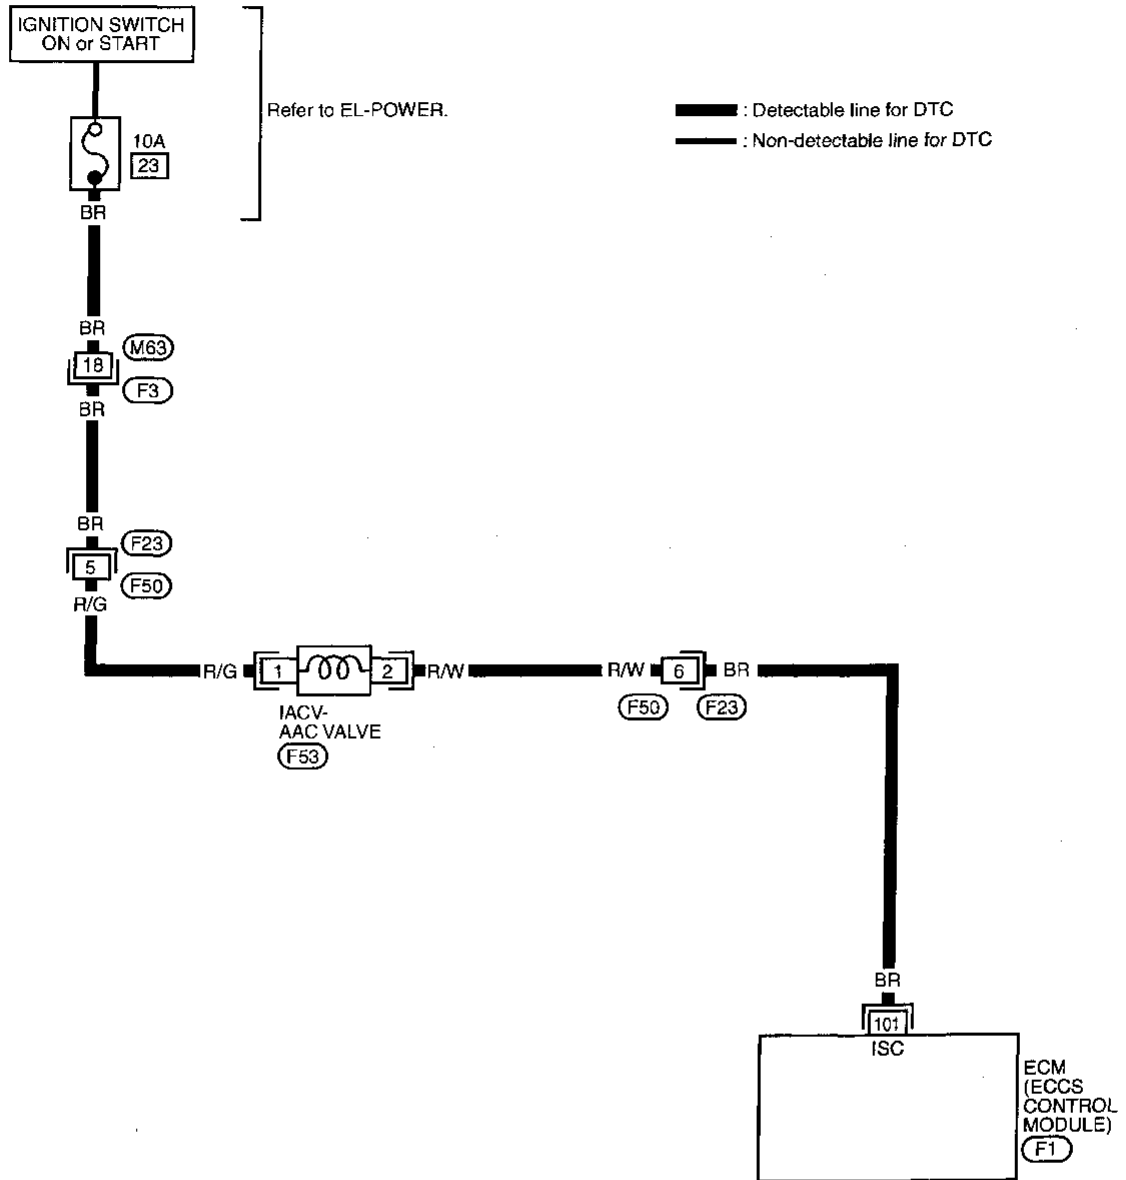 IGNITION SWITCH
ON or START
Refer to EL-POWER.
: Detectable line for DTC
: Non-detectable line for DTC
10A
23
BR
BR
M63
18
F3
BR
BR
F23
5
F50
R/G
R/G
1
2
R/W
R/W
6
BR
IACV-
AAC VALVE
F53
F50
F23
BR
101
ISC
ECM
(ECCS
CONTROL
MODULE)
F1